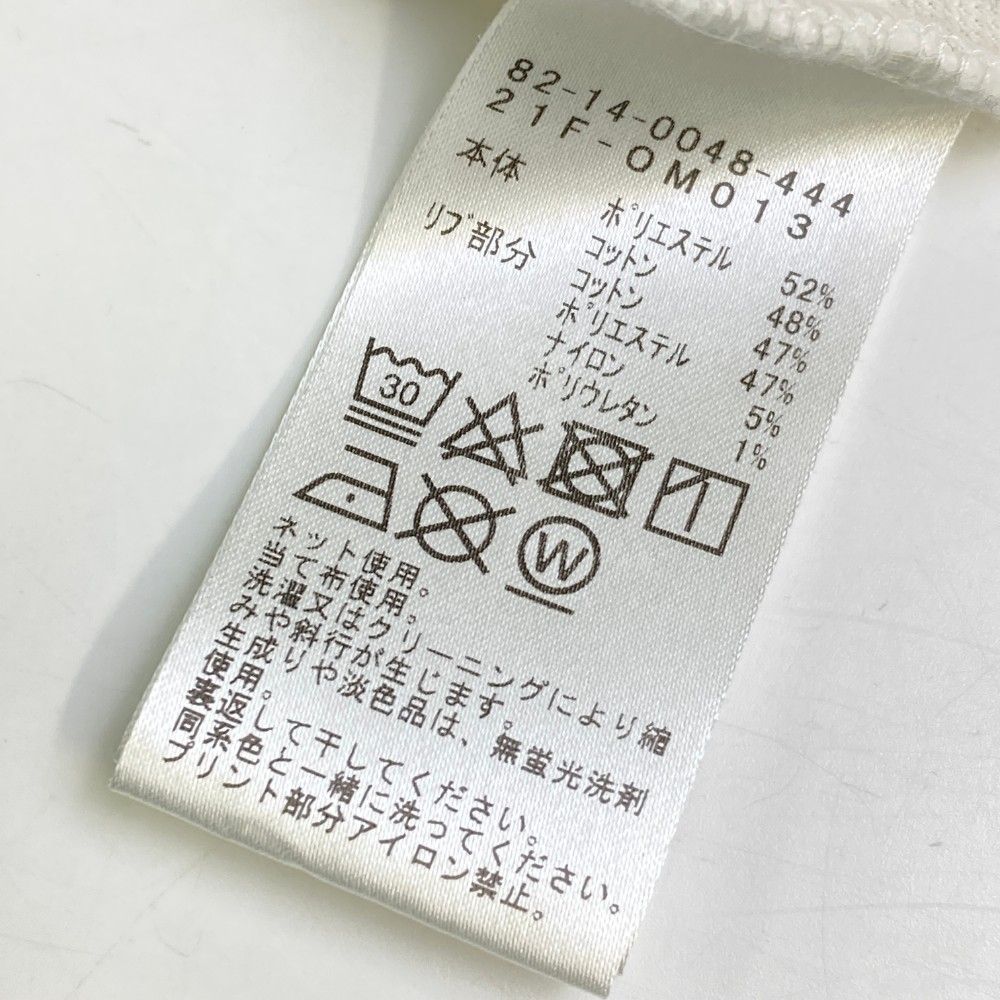 82-14-0048-444
21F-OM013
本体 ポリエステル 52%
コットン 48%
リブ部分 コットン 47%
ポリエステル 47%
ナイロン 5%
ポリウレタン 1%
30
W
ネット使用。
当て布使用。
洗濯又はクリーニングにより縮
みや斜行が生じます。
生成りや淡色品は、無蛍光洗剤
使用。
裏返して干してください。
同系色と一緒に洗ってください。
プリント部分アイロン禁止。